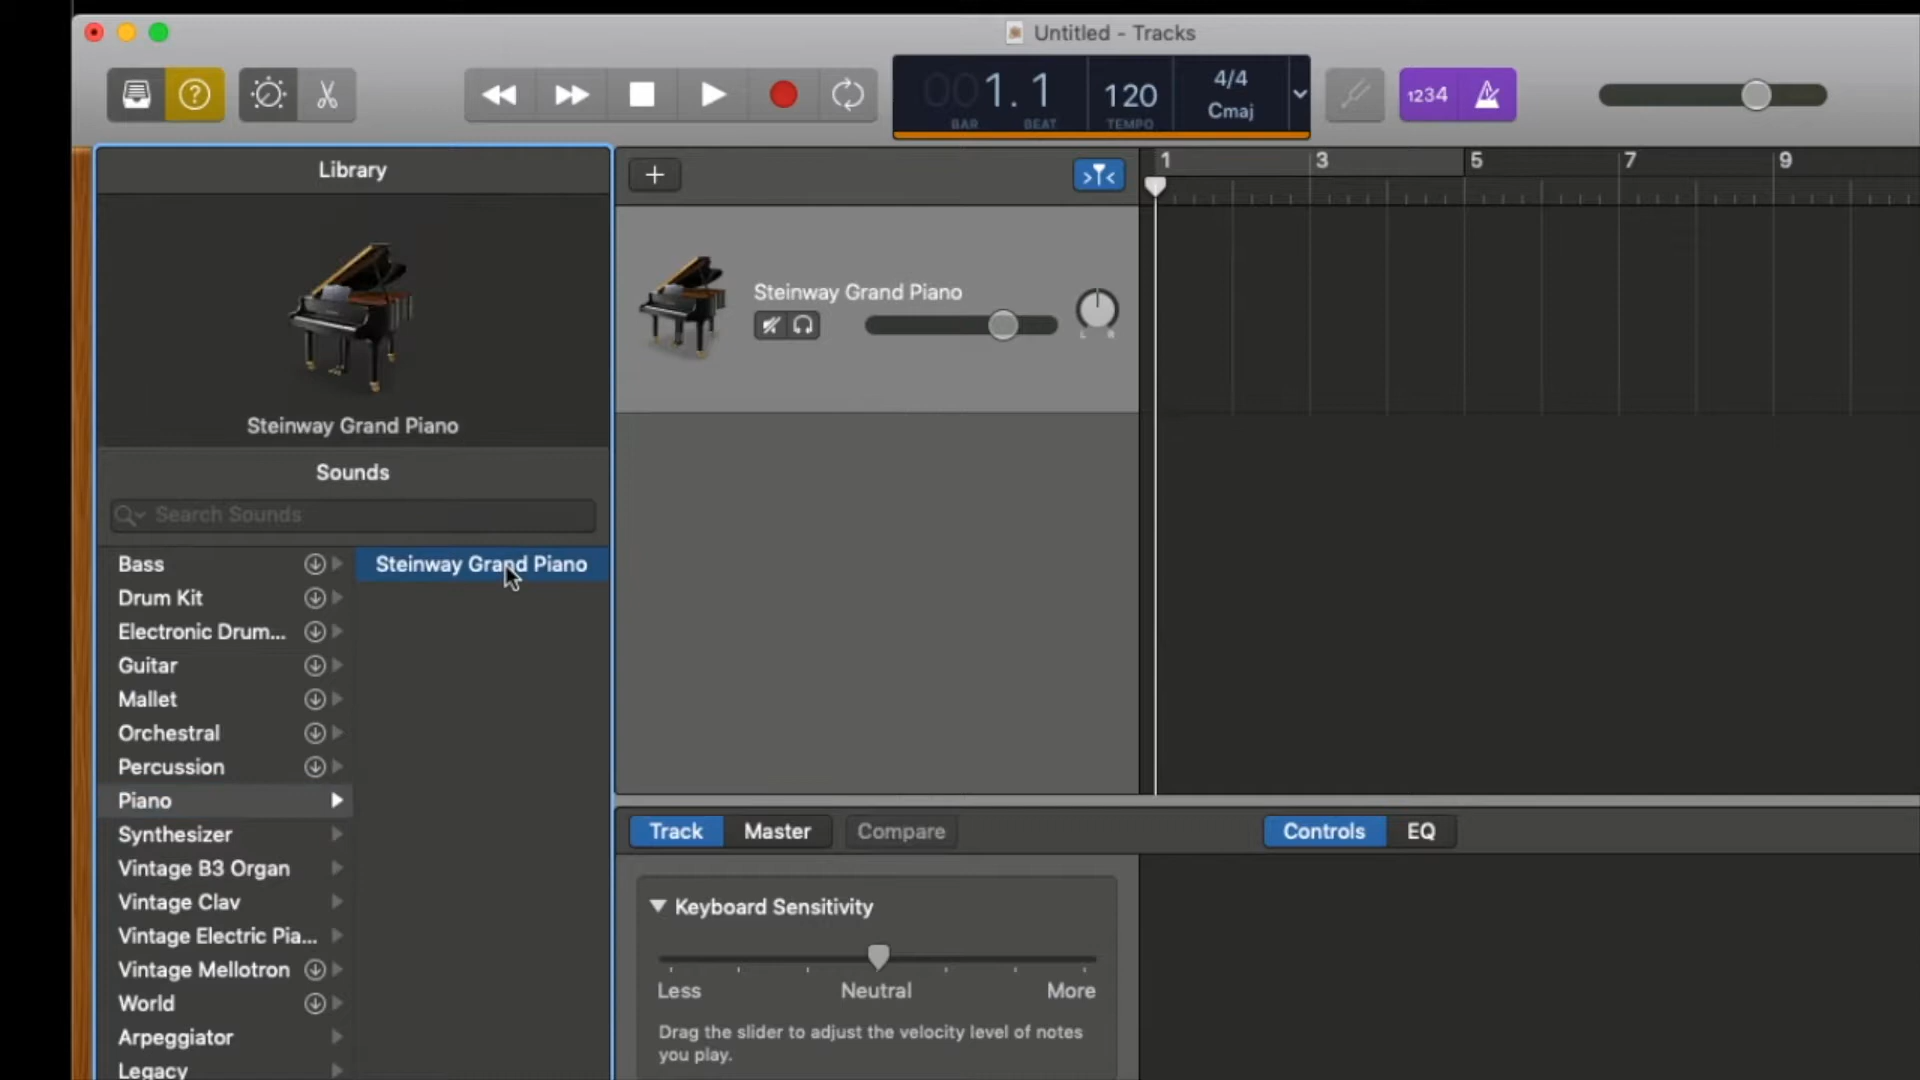 Untitled - Tracks
001.1
BAR BEAT
120
TEMPO
4/4
Cmaj
1234
Library
Steinway Grand Piano
Sounds
Search Sounds
Bass
Drum Kit
Electronic Drum...
Guitar
Mallet
Orchestral
Percussion
Piano
Synthesizer
Vintage B3 Organ
Vintage Clav
Vintage Electric Pia...
Vintage Mellotron
World
Arpeggiator
Legacy
Steinway Grand Piano
1 3 5 7 9
Steinway Grand Piano
L R
Track Master Compare Controls EQ
Keyboard Sensitivity
Less Neutral More
Drag the slider to adjust the velocity level of notes
you play.